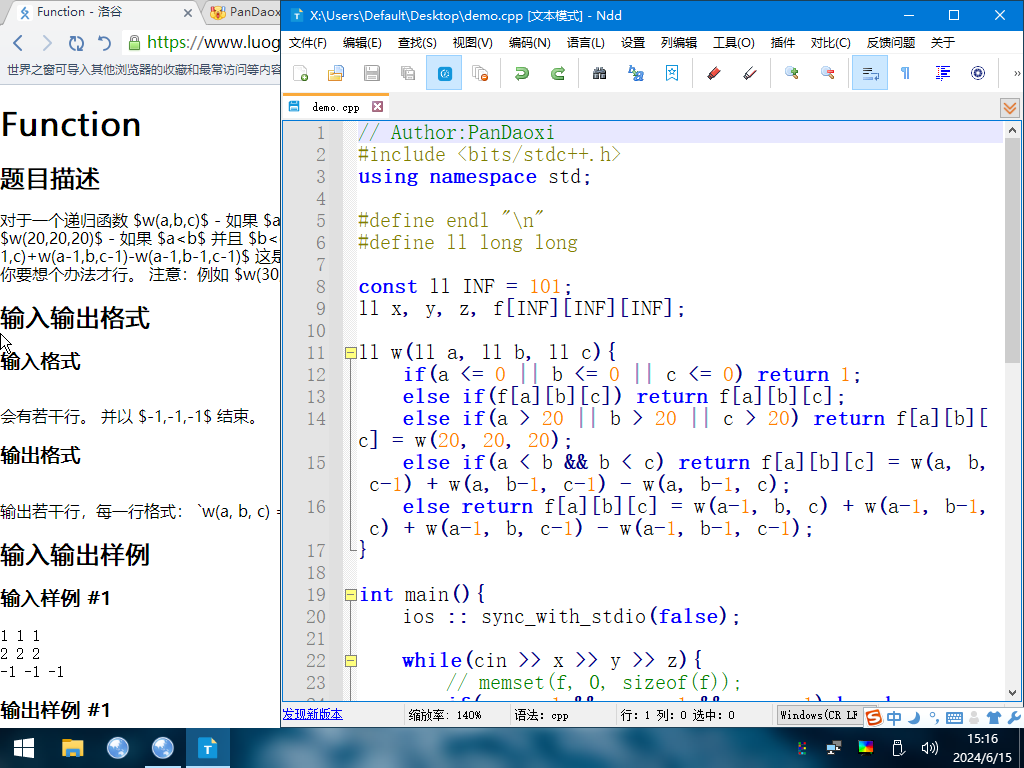 Function - 洛谷
PanDaox
https://www.luog
世界之窗可导入其他浏览器的收藏和最常访问等内容
Function
题目描述
对于一个递归函数 $w(a,b,c)$ - 如果 $a
$w(20,20,20)$ - 如果 $a<b$ 并且 $b<
1,c)+w(a-1,b,c-1)-w(a-1,b-1,c-1)$ 这是
你要想个办法才行。 注意：例如 $w(30
输入输出格式
输入格式
会有若干行。 并以 $-1,-1,-1$ 结束。
输出格式
输出若干行，每一行格式： `w(a, b, c) =
输入输出样例
输入样例 #1
1 1 1
2 2 2
-1 -1 -1
输出样例 #1
X:\Users\Default\Desktop\demo.cpp [文本模式] - Ndd
文件(F) 编辑(E) 查找(S) 视图(V) 编码(N) 语言(L) 设置 列编辑 工具(O) 插件 对比(C) 反馈问题 关于
demo.cpp
1 // Author:PanDaoxi
2 #include <bits/stdc++.h>
3 using namespace std;
4
5 #define endl "\n"
6 #define ll long long
7
8 const ll INF = 101;
9 ll x, y, z, f[INF][INF][INF];
10
11 ll w(ll a, ll b, ll c){
12 if(a <= 0 || b <= 0 || c <= 0) return 1;
13 else if(f[a][b][c]) return f[a][b][c];
14 else if(a > 20 || b > 20 || c > 20) return f[a][b][
c] = w(20, 20, 20);
15 else if(a < b && b < c) return f[a][b][c] = w(a, b,
c-1) + w(a, b-1, c-1) - w(a, b-1, c);
16 else return f[a][b][c] = w(a-1, b, c) + w(a-1, b-1,
c) + w(a-1, b, c-1) - w(a-1, b-1, c-1);
17 }
18
19 int main(){
20 ios :: sync_with_stdio(false);
21
22 while(cin >> x >> y >> z){
23 // memset(f, 0, sizeof(f));
发现新版本 缩放率: 140% 语法: cpp 行: 1 列: 0 选中: 0 Windows(CR LF
中
15:16
2024/6/15